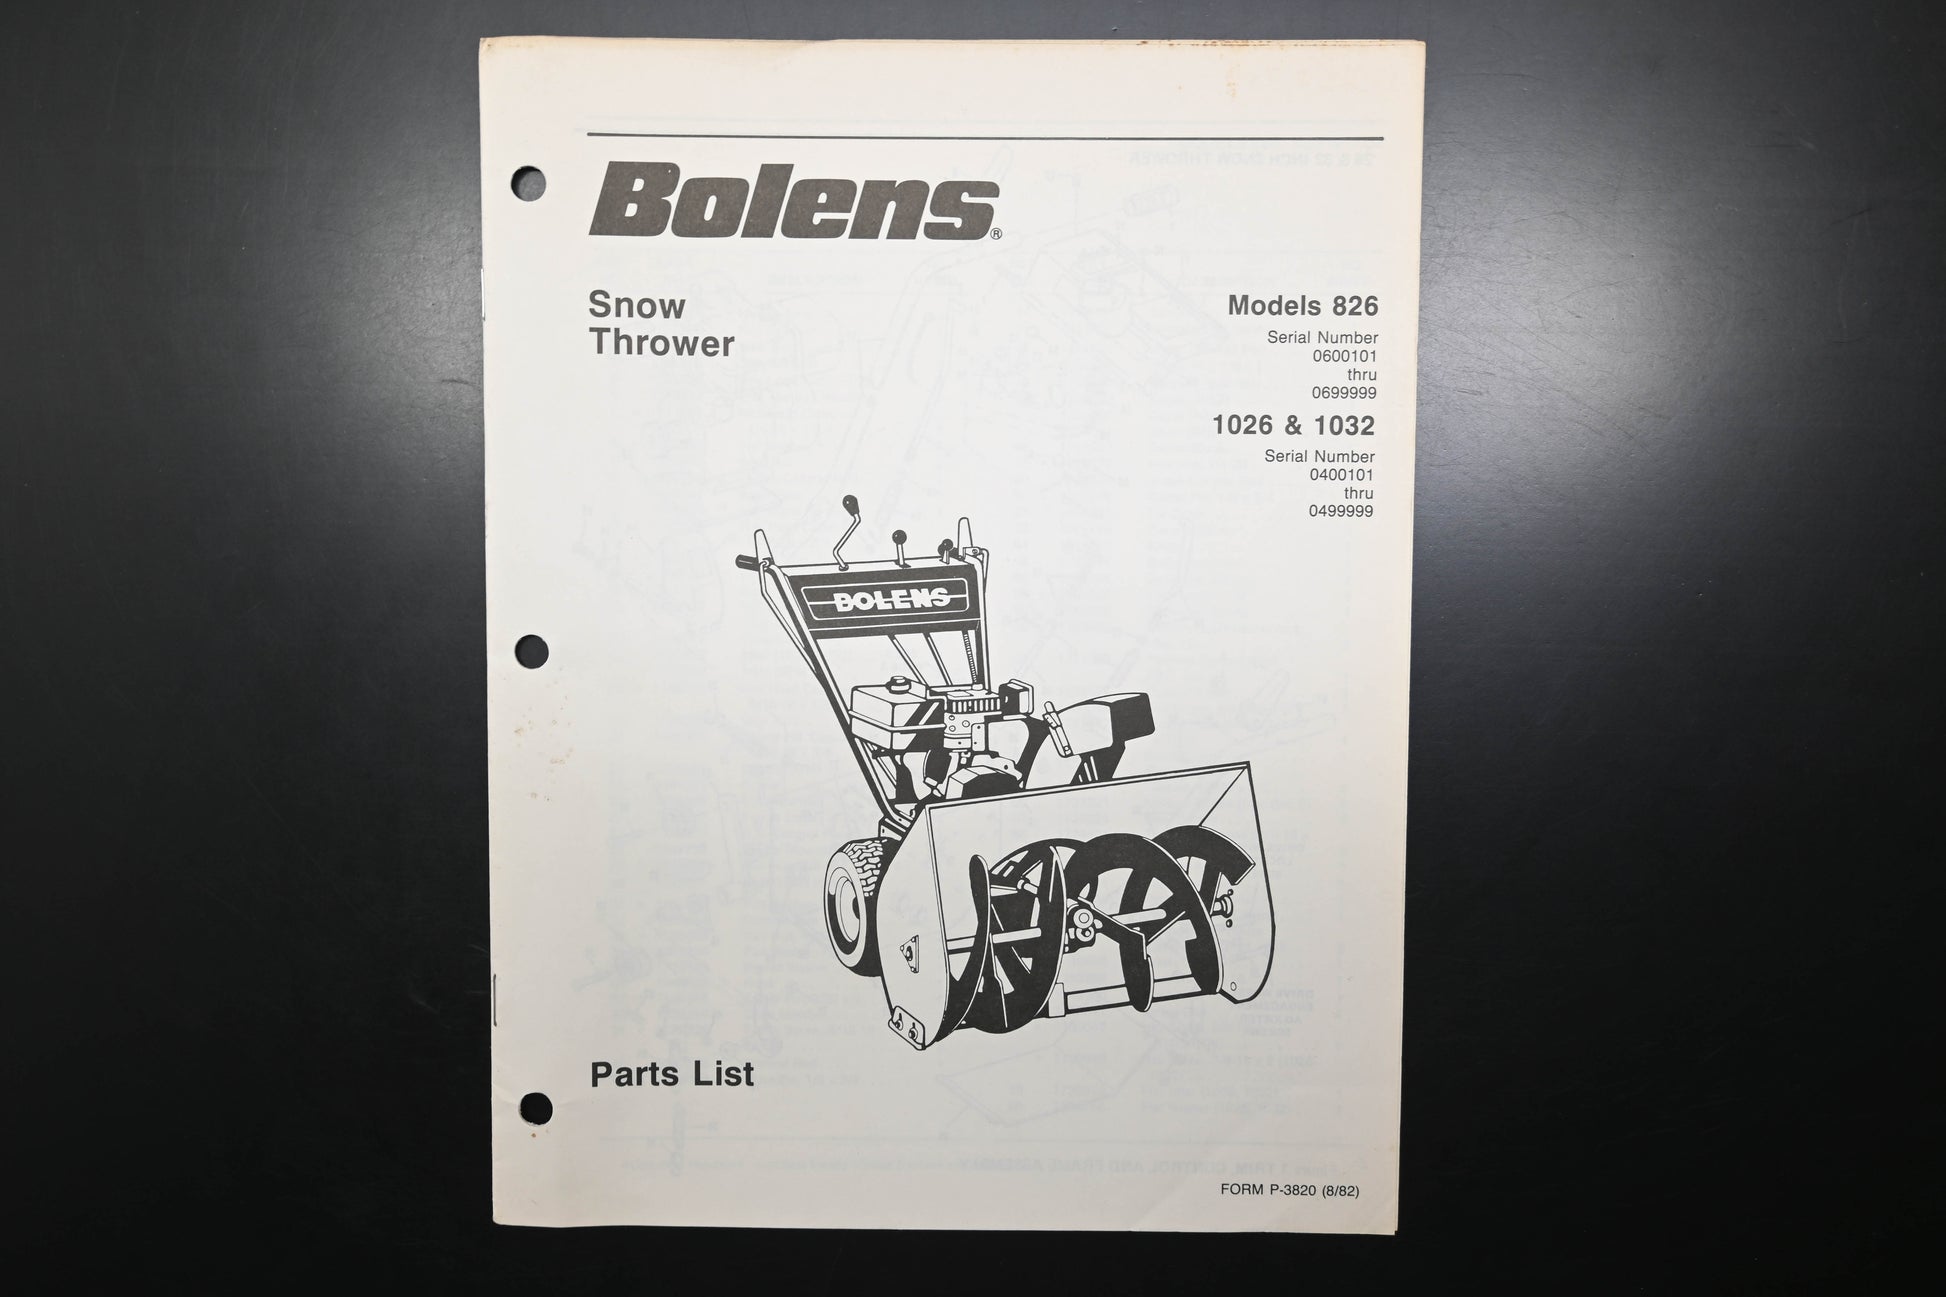 Bolens®
Snow
Thrower
Models 826
Serial Number
0600101
thru
0699999
1026 & 1032
Serial Number
0400101
thru
0499999
BOLENS
Parts List
FORM P-3820 (8/82)